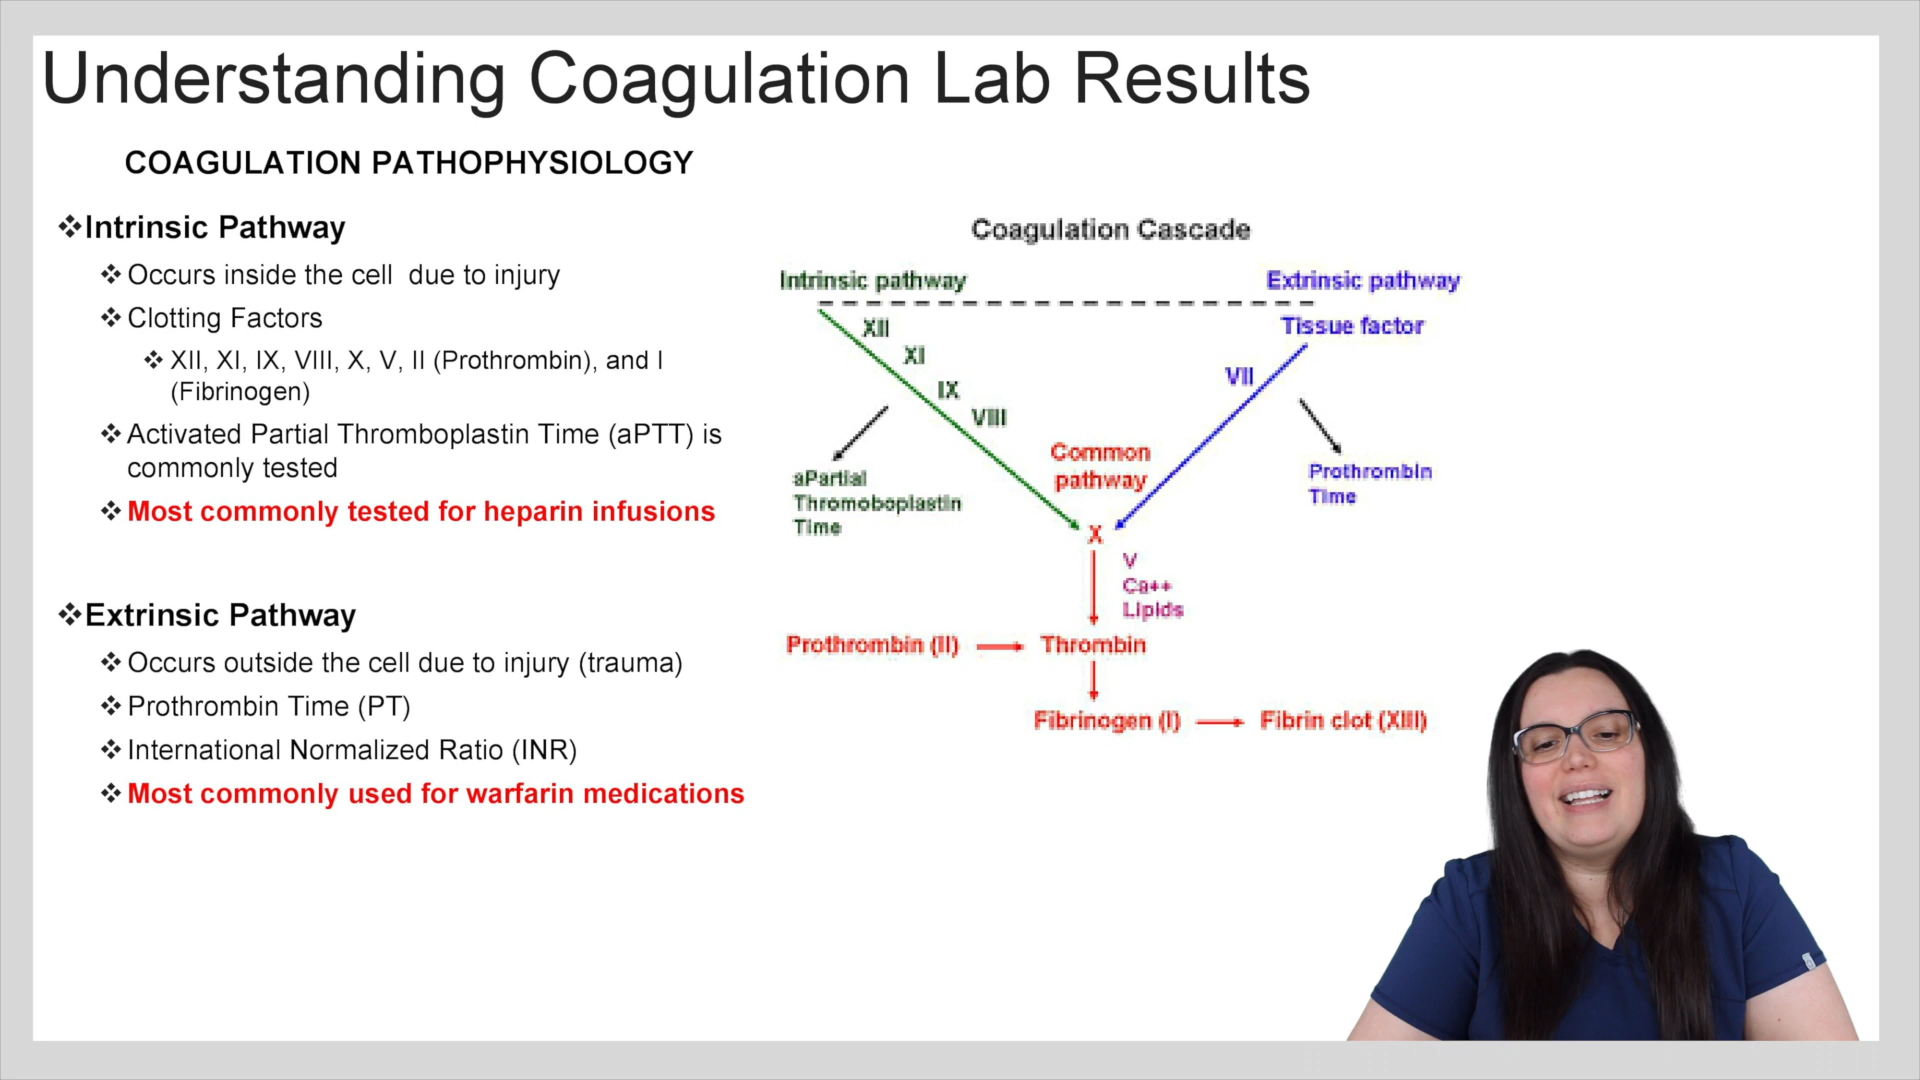 Understanding Coagulation Lab Results
COAGULATION PATHOPHYSIOLOGY
Intrinsic Pathway
Occurs inside the cell due to injury
Clotting Factors
XII, XI, IX, VIII, X, V, II (Prothrombin), and I
(Fibrinogen)
Activated Partial Thromboplastin Time (aPTT) is
commonly tested
Most commonly tested for heparin infusions
Extrinsic Pathway
Occurs outside the cell due to injury (trauma)
Prothrombin Time (PT)
International Normalized Ratio (INR)
Most commonly used for warfarin medications
Coagulation Cascade
Intrinsic pathway
Extrinsic pathway
XII
Tissue factor
XI
VII
IX
VIII
Common
pathway
aPartial
Thromoboplastin
Time
Prothrombin
Time
X
V
Ca++
Lipids
Prothrombin (II)
Thrombin
Fibrinogen (I)
Fibrin clot (XIII)